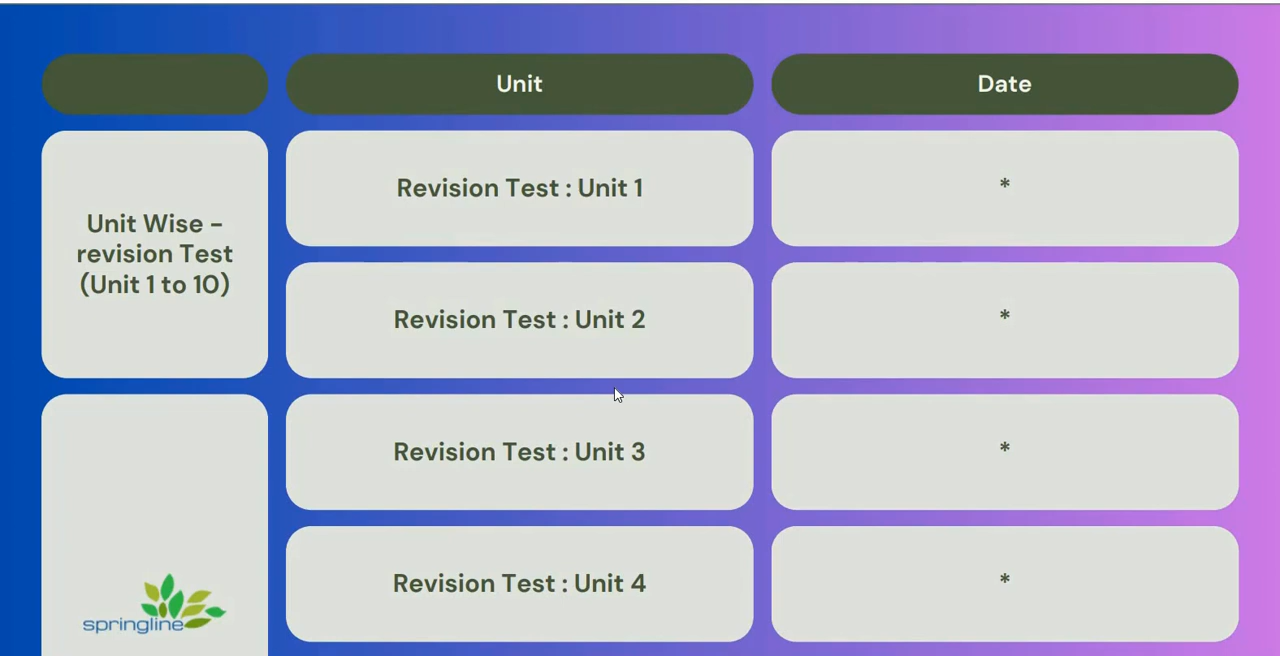 Unit
Date
Unit Wise -
revision Test
(Unit 1 to 10)
Revision Test : Unit 1
*
Revision Test : Unit 2
*
Revision Test : Unit 3
*
Revision Test : Unit 4
*
springline